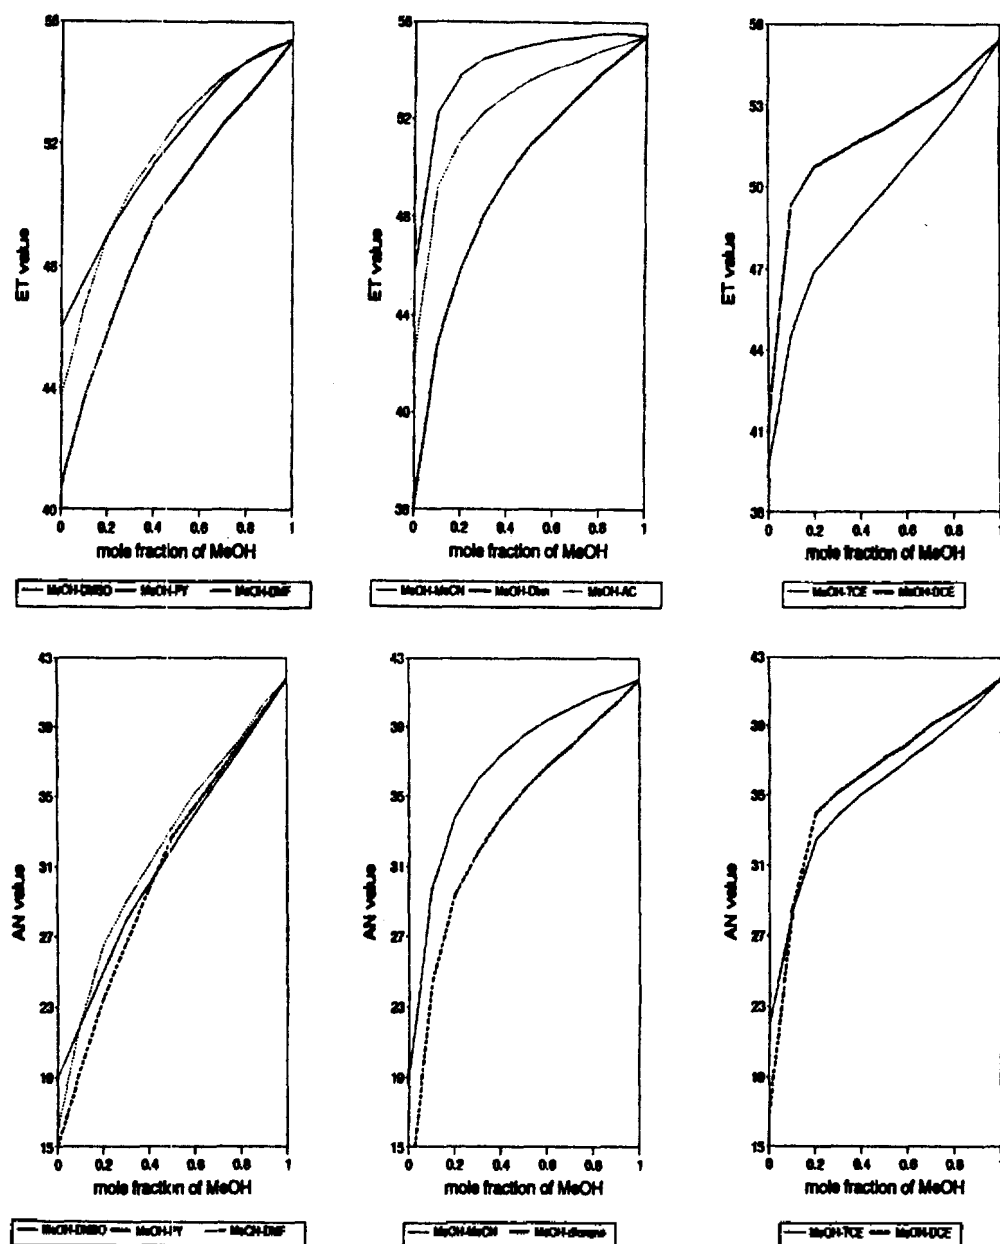 56
52
48
44
40
ET value
0 0.2 0.4 0.6 0.8 1
mole fraction of MeOH
MeOH-DMSO MeOH-PY MeOH-DMF
56
52
48
44
40
36
ET value
0 0.2 0.4 0.6 0.8 1
mole fraction of MeOH
MeOH-MeCN MeOH-AC
56
53
50
47
44
41
38
ET value
0 0.2 0.4 0.6 0.8 1
mole fraction of MeOH
MeOH-TCE MeOH-DCE
43
39
35
31
27
23
19
15
AN value
0 0.2 0.4 0.6 0.8 1
mole fraction of MeOH
MeOH-DMSO MeOH-PY MeOH-DMF
43
39
35
31
27
23
19
15
AN value
0 0.2 0.4 0.6 0.8 1
mole fraction of MeOH
MeOH-MeCN
43
39
35
31
27
23
19
15
AN value
0 0.2 0.4 0.6 0.8 1
mole fraction of MeOH
MeOH-TCE MeOH-DCE